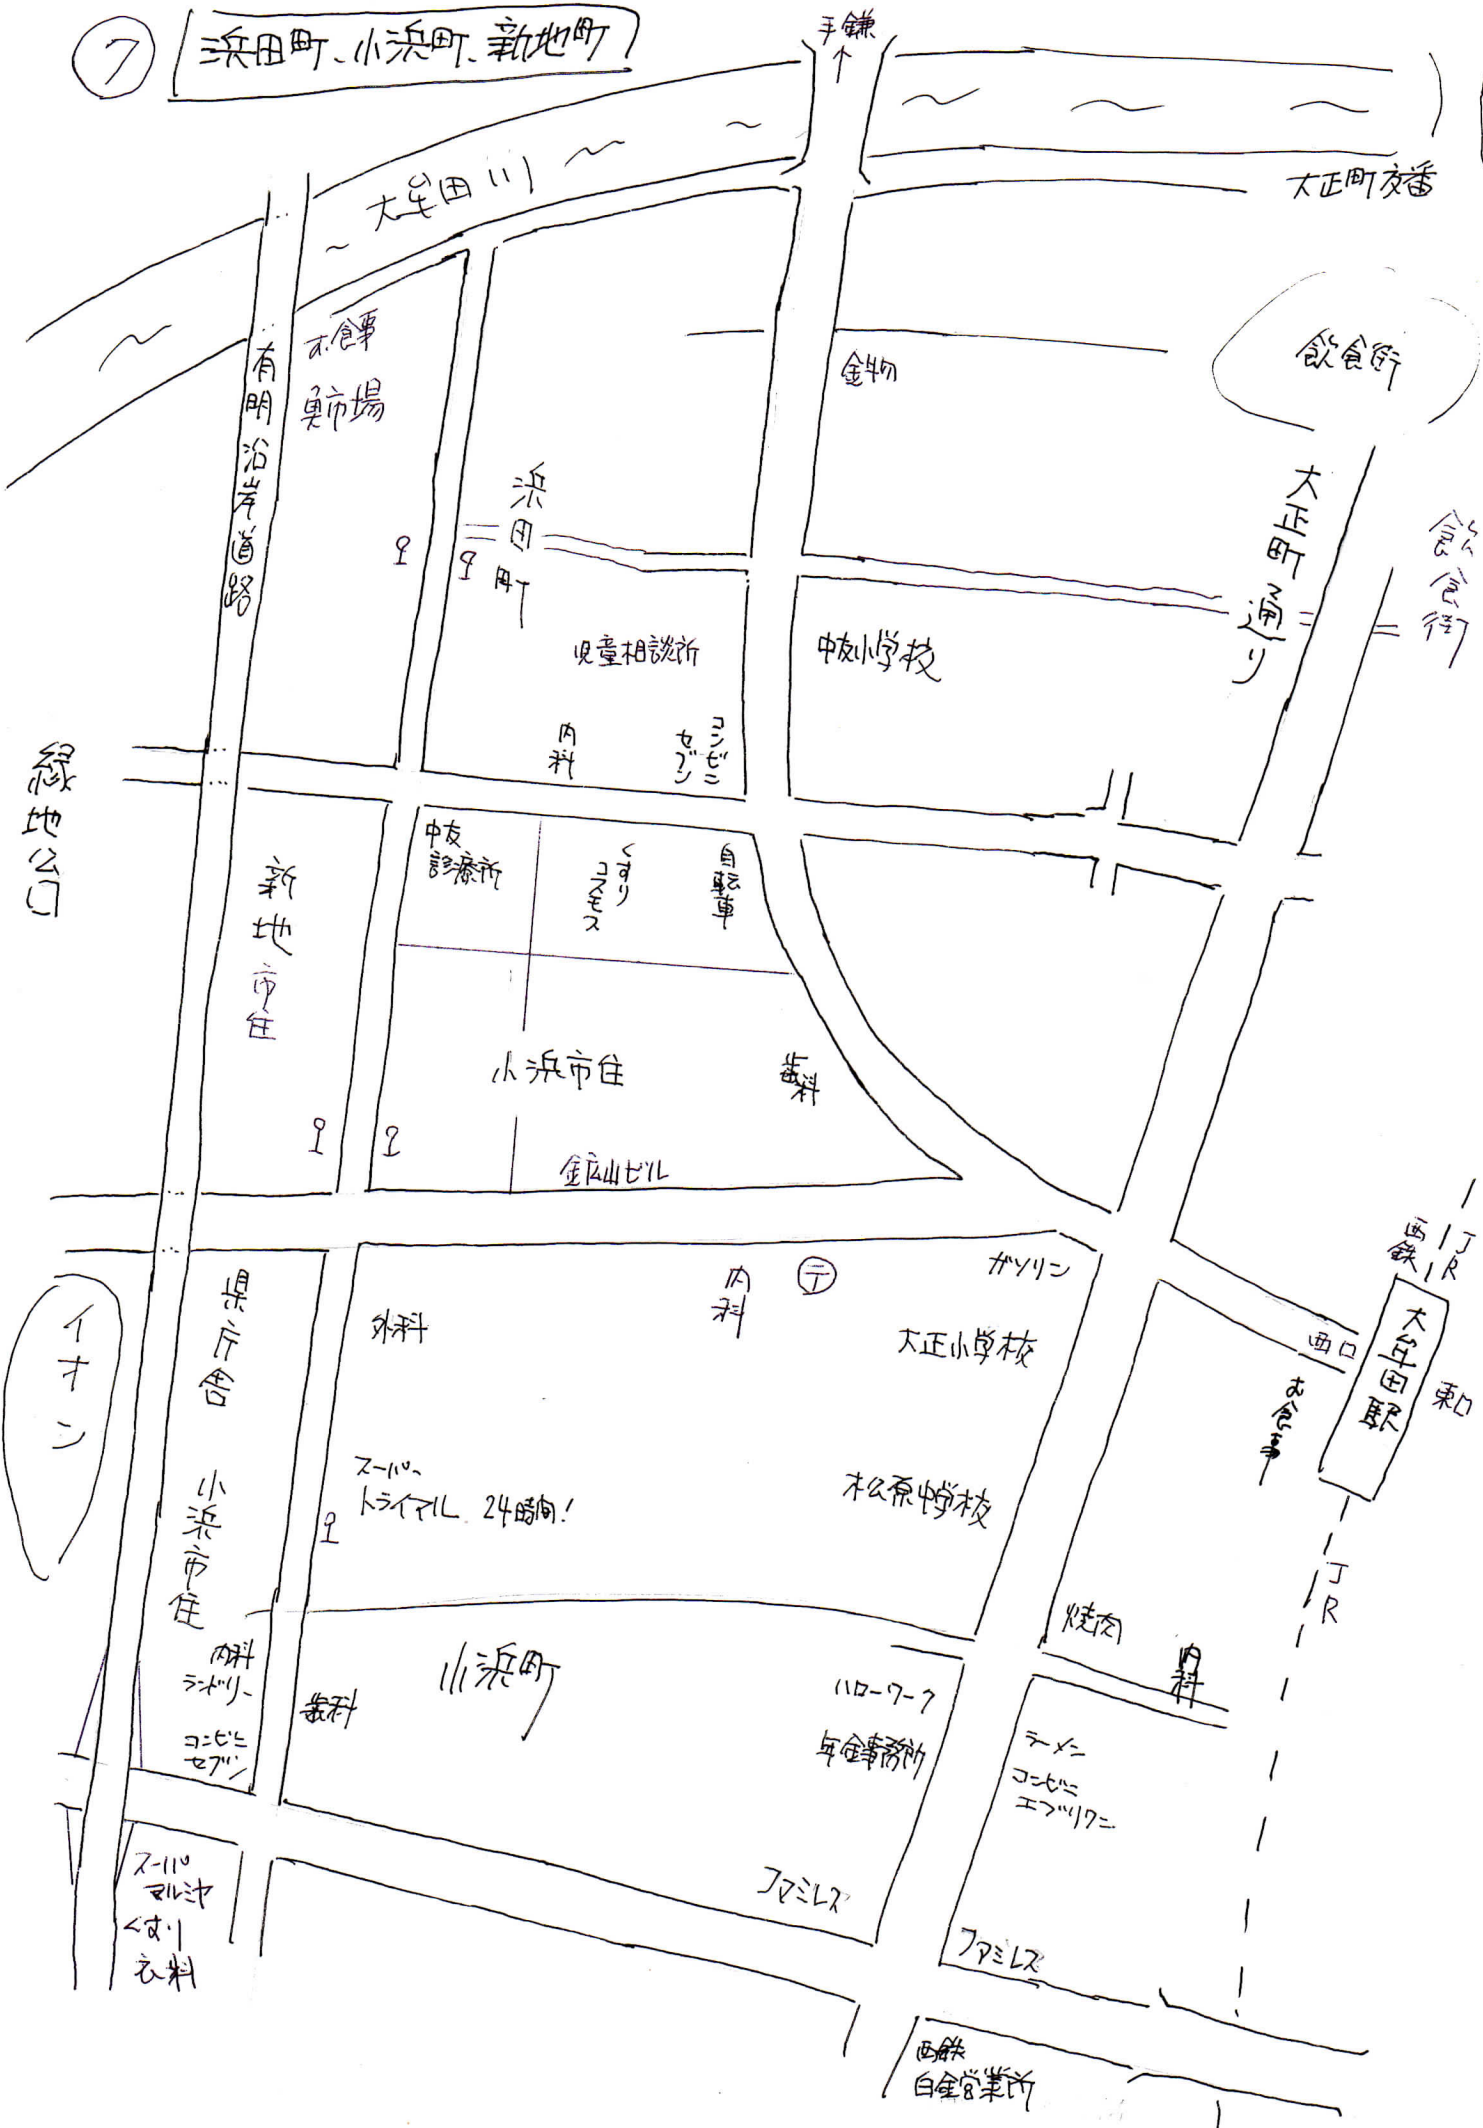 7
浜田町、小浜町、新地町
手鎌
↑
大牟田川
大正町交番
有明沿岸道路
お食事
魚市場
金物
飲食街
浜田町
大正町通り
飲食街
児童相談所
中友小学校
内科
コンビニ
セブン
緑地公園
中友
診療所
くすり
コスモス
自転車
新地市住
小浜市住
歯科
金広山ビル
西鉄
JR
イオン
県庁舎
外科
内科
〒
ガソリン
大正小学校
西口
大牟田駅
東口
お食事
小浜市住
スーパー
トライアル 24時間!
松原中学校
JR
内科
ランドリー
コンビニ
セブン
歯科
小浜町
ハローワーク
年金事務所
焼肉
内科
ラーメン
コンビニ
エブリワン
スーパ
マルミヤ
くすり
衣料
ファミレス
ファミレス
西鉄
白金営業所